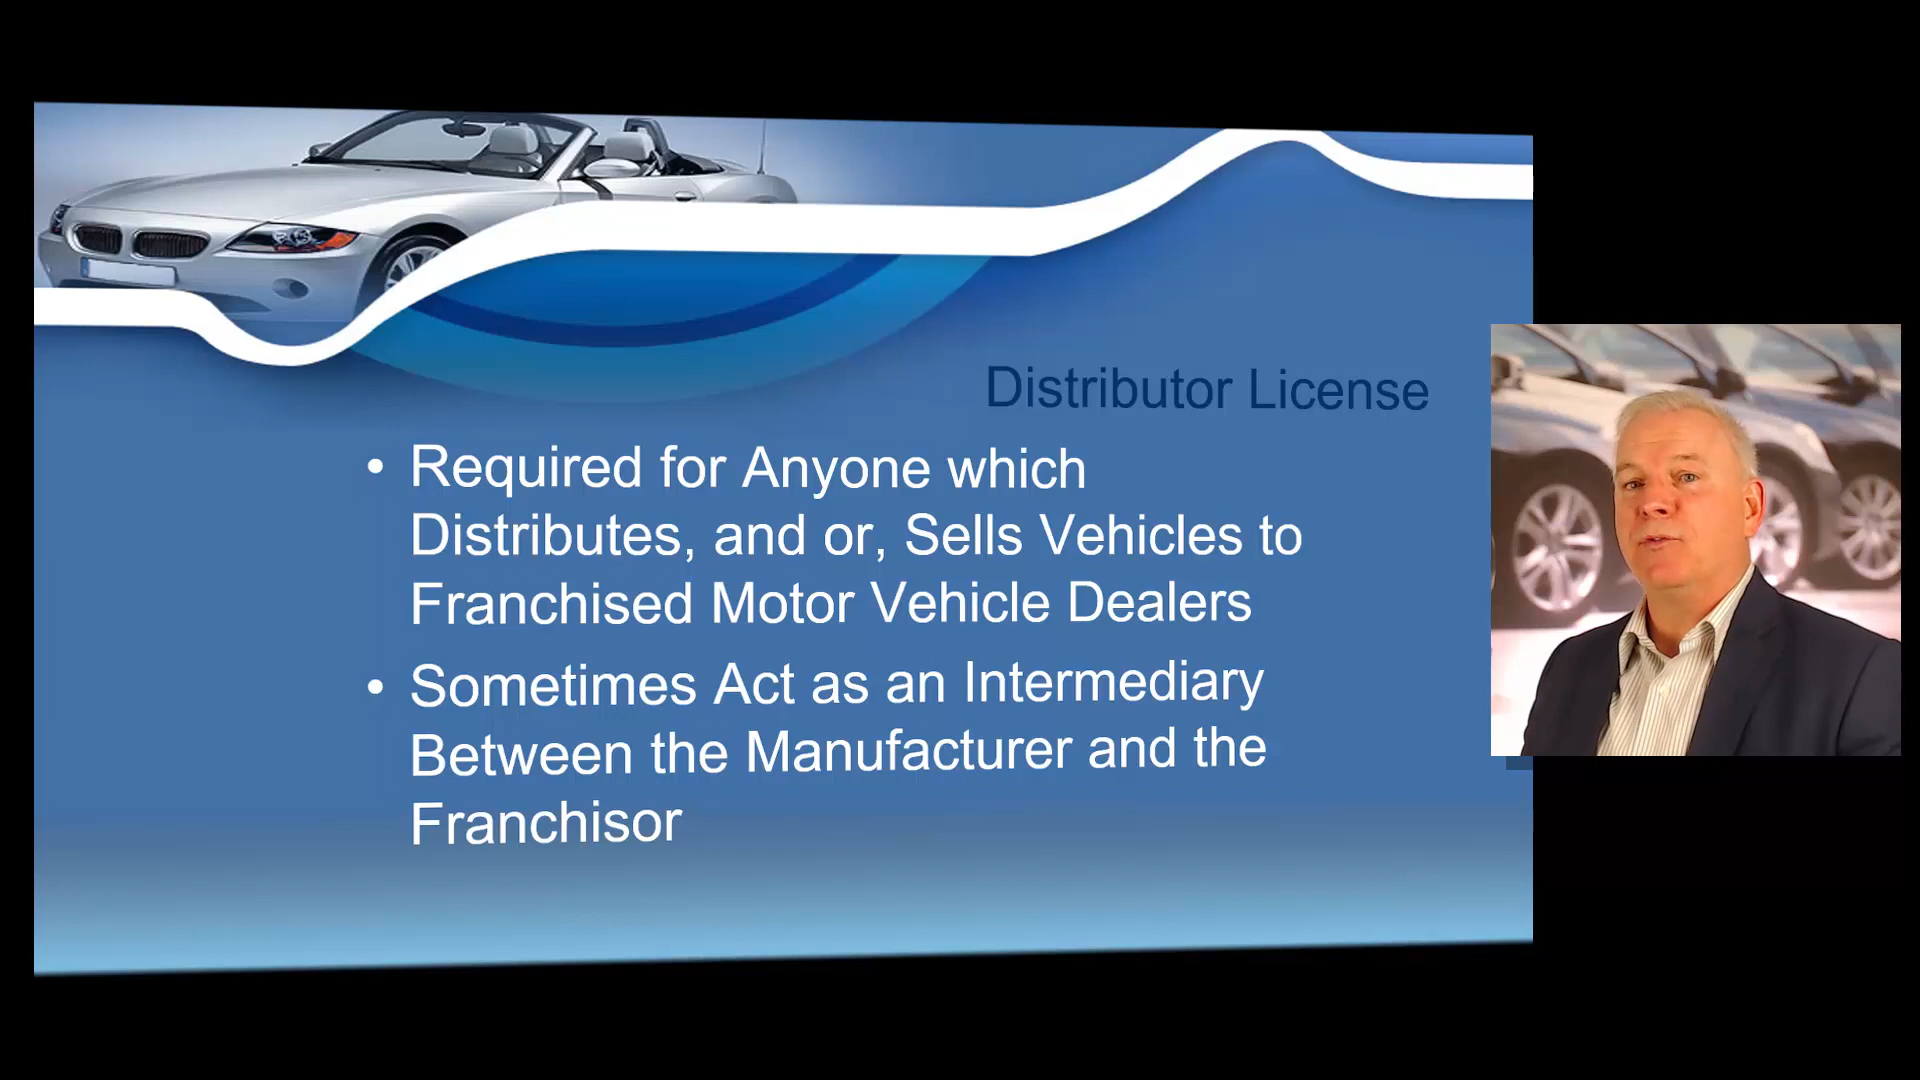 Distributor License
• Required for Anyone which
Distributes, and or, Sells Vehicles to
Franchised Motor Vehicle Dealers
• Sometimes Act as an Intermediary
Between the Manufacturer and the
Franchisor